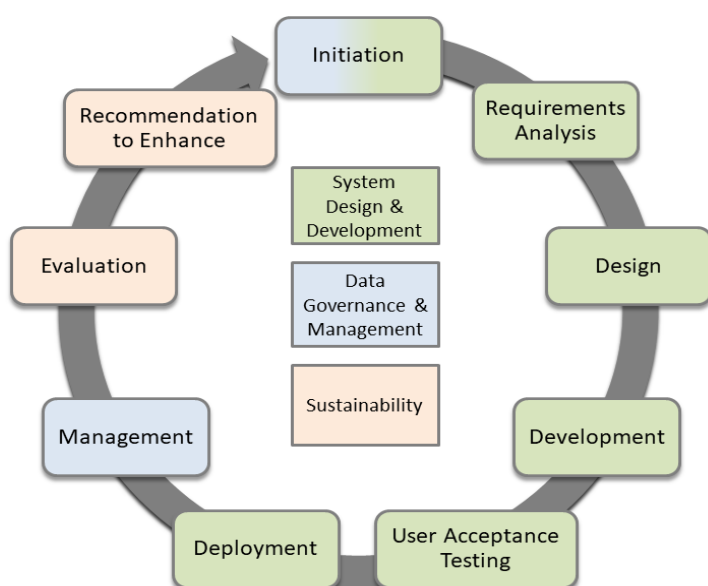 Initiation
Requirements
Analysis
Design
Development
User Acceptance
Testing
Deployment
Management
Evaluation
Recommendation
to Enhance
System
Design &
Development
Data
Governance &
Management
Sustainability